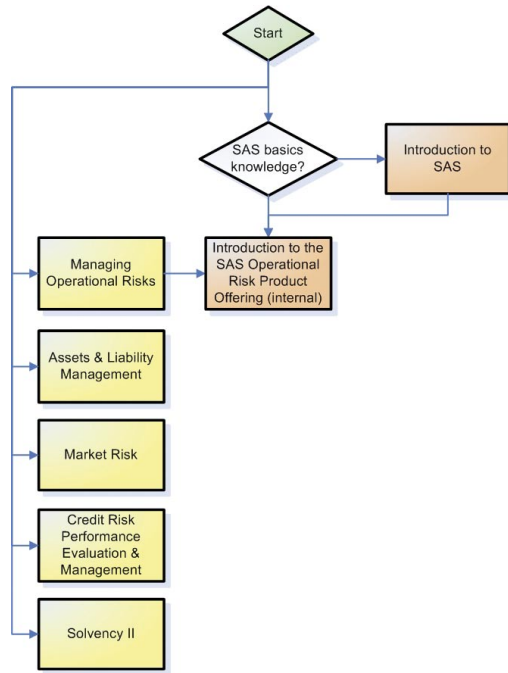 Start
SAS basics
knowledge?
Introduction to
SAS
Managing
Operational Risks
Introduction to the
SAS Operational
Risk Product
Offering (internal)
Assets & Liability
Management
Market Risk
Credit Risk
Performance
Evaluation &
Management
Solvency II